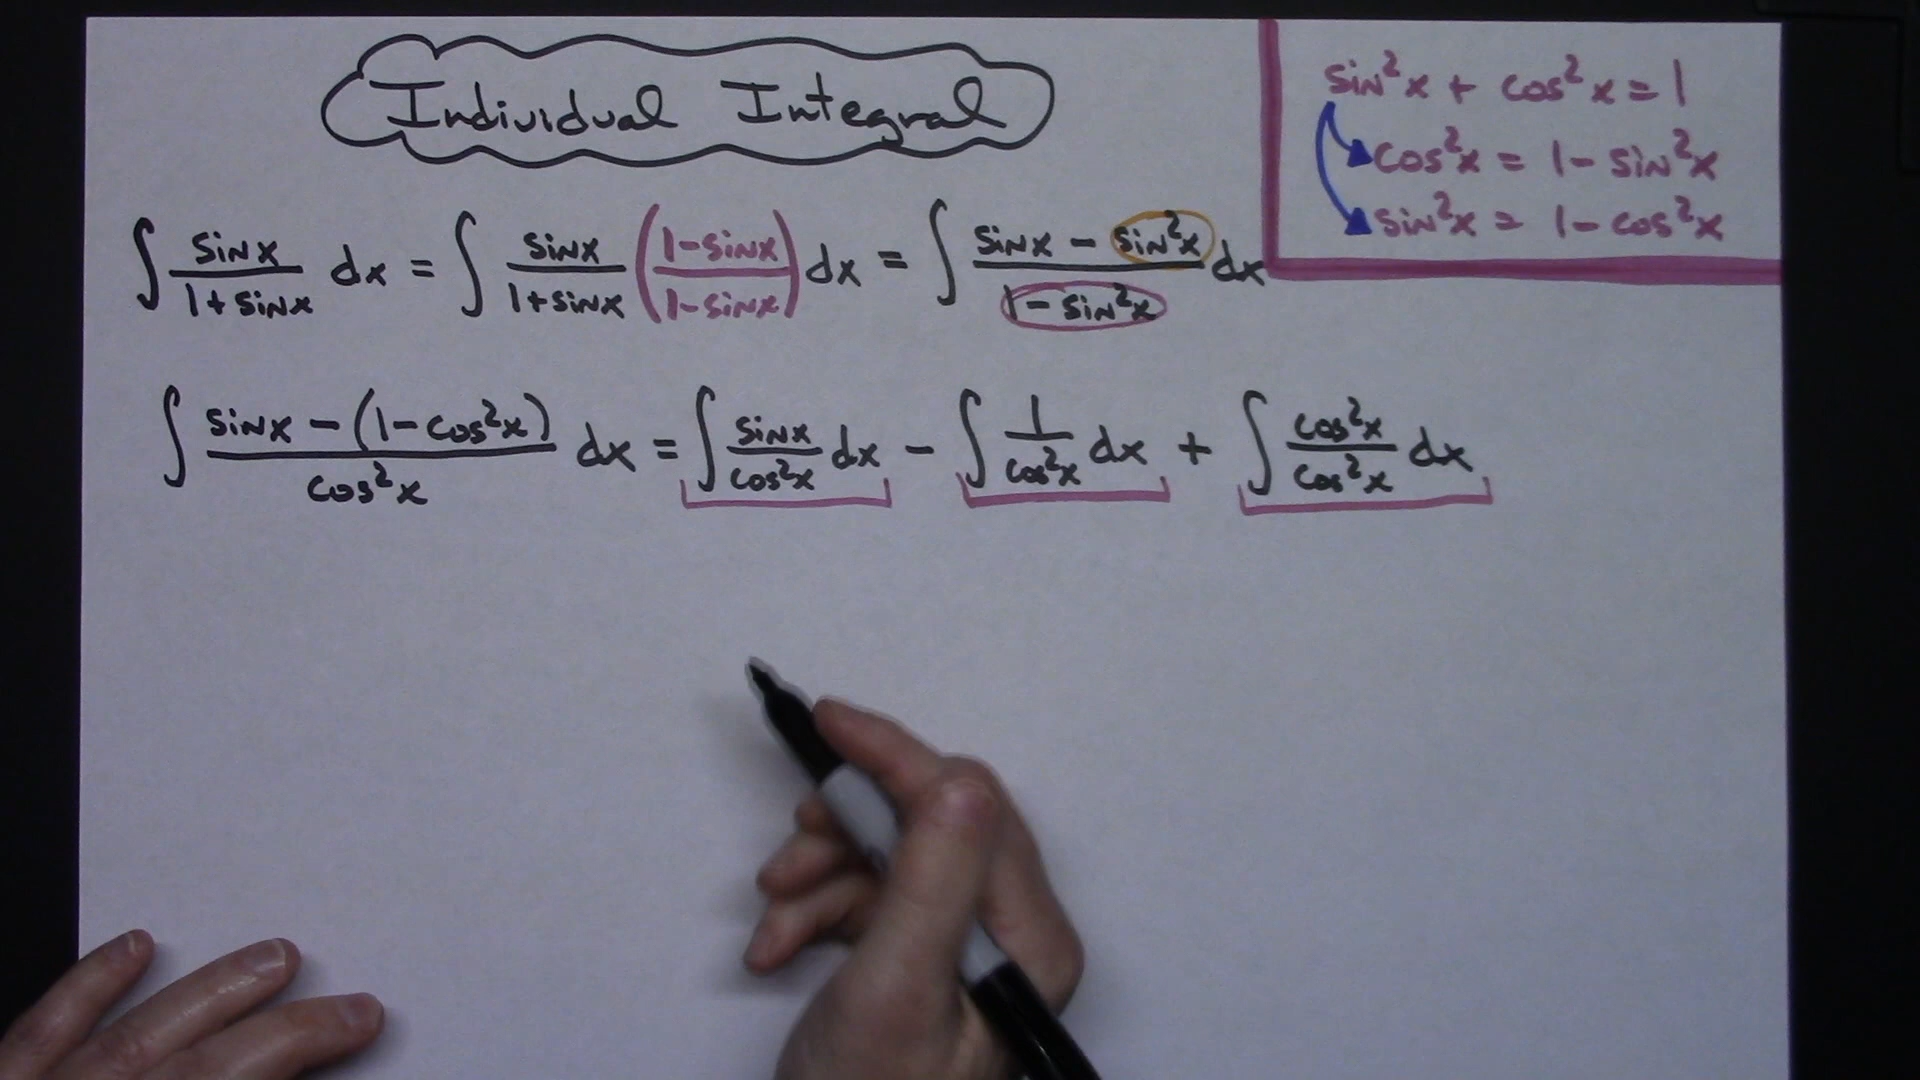 Individual Integral
sin²x + cos²x = 1
cos²x = 1 - sin²x
sin²x = 1 - cos²x
∫ sinx/(1+sinx) dx = ∫ sinx/(1+sinx) ((1-sinx)/(1-sinx)) dx = ∫ (sinx - sin²x)/(1 - sin²x) dx
∫ (sinx - (1-cos²x))/cos²x dx = ∫ sinx/cos²x dx - ∫ 1/cos²x dx + ∫ cos²x/cos²x dx